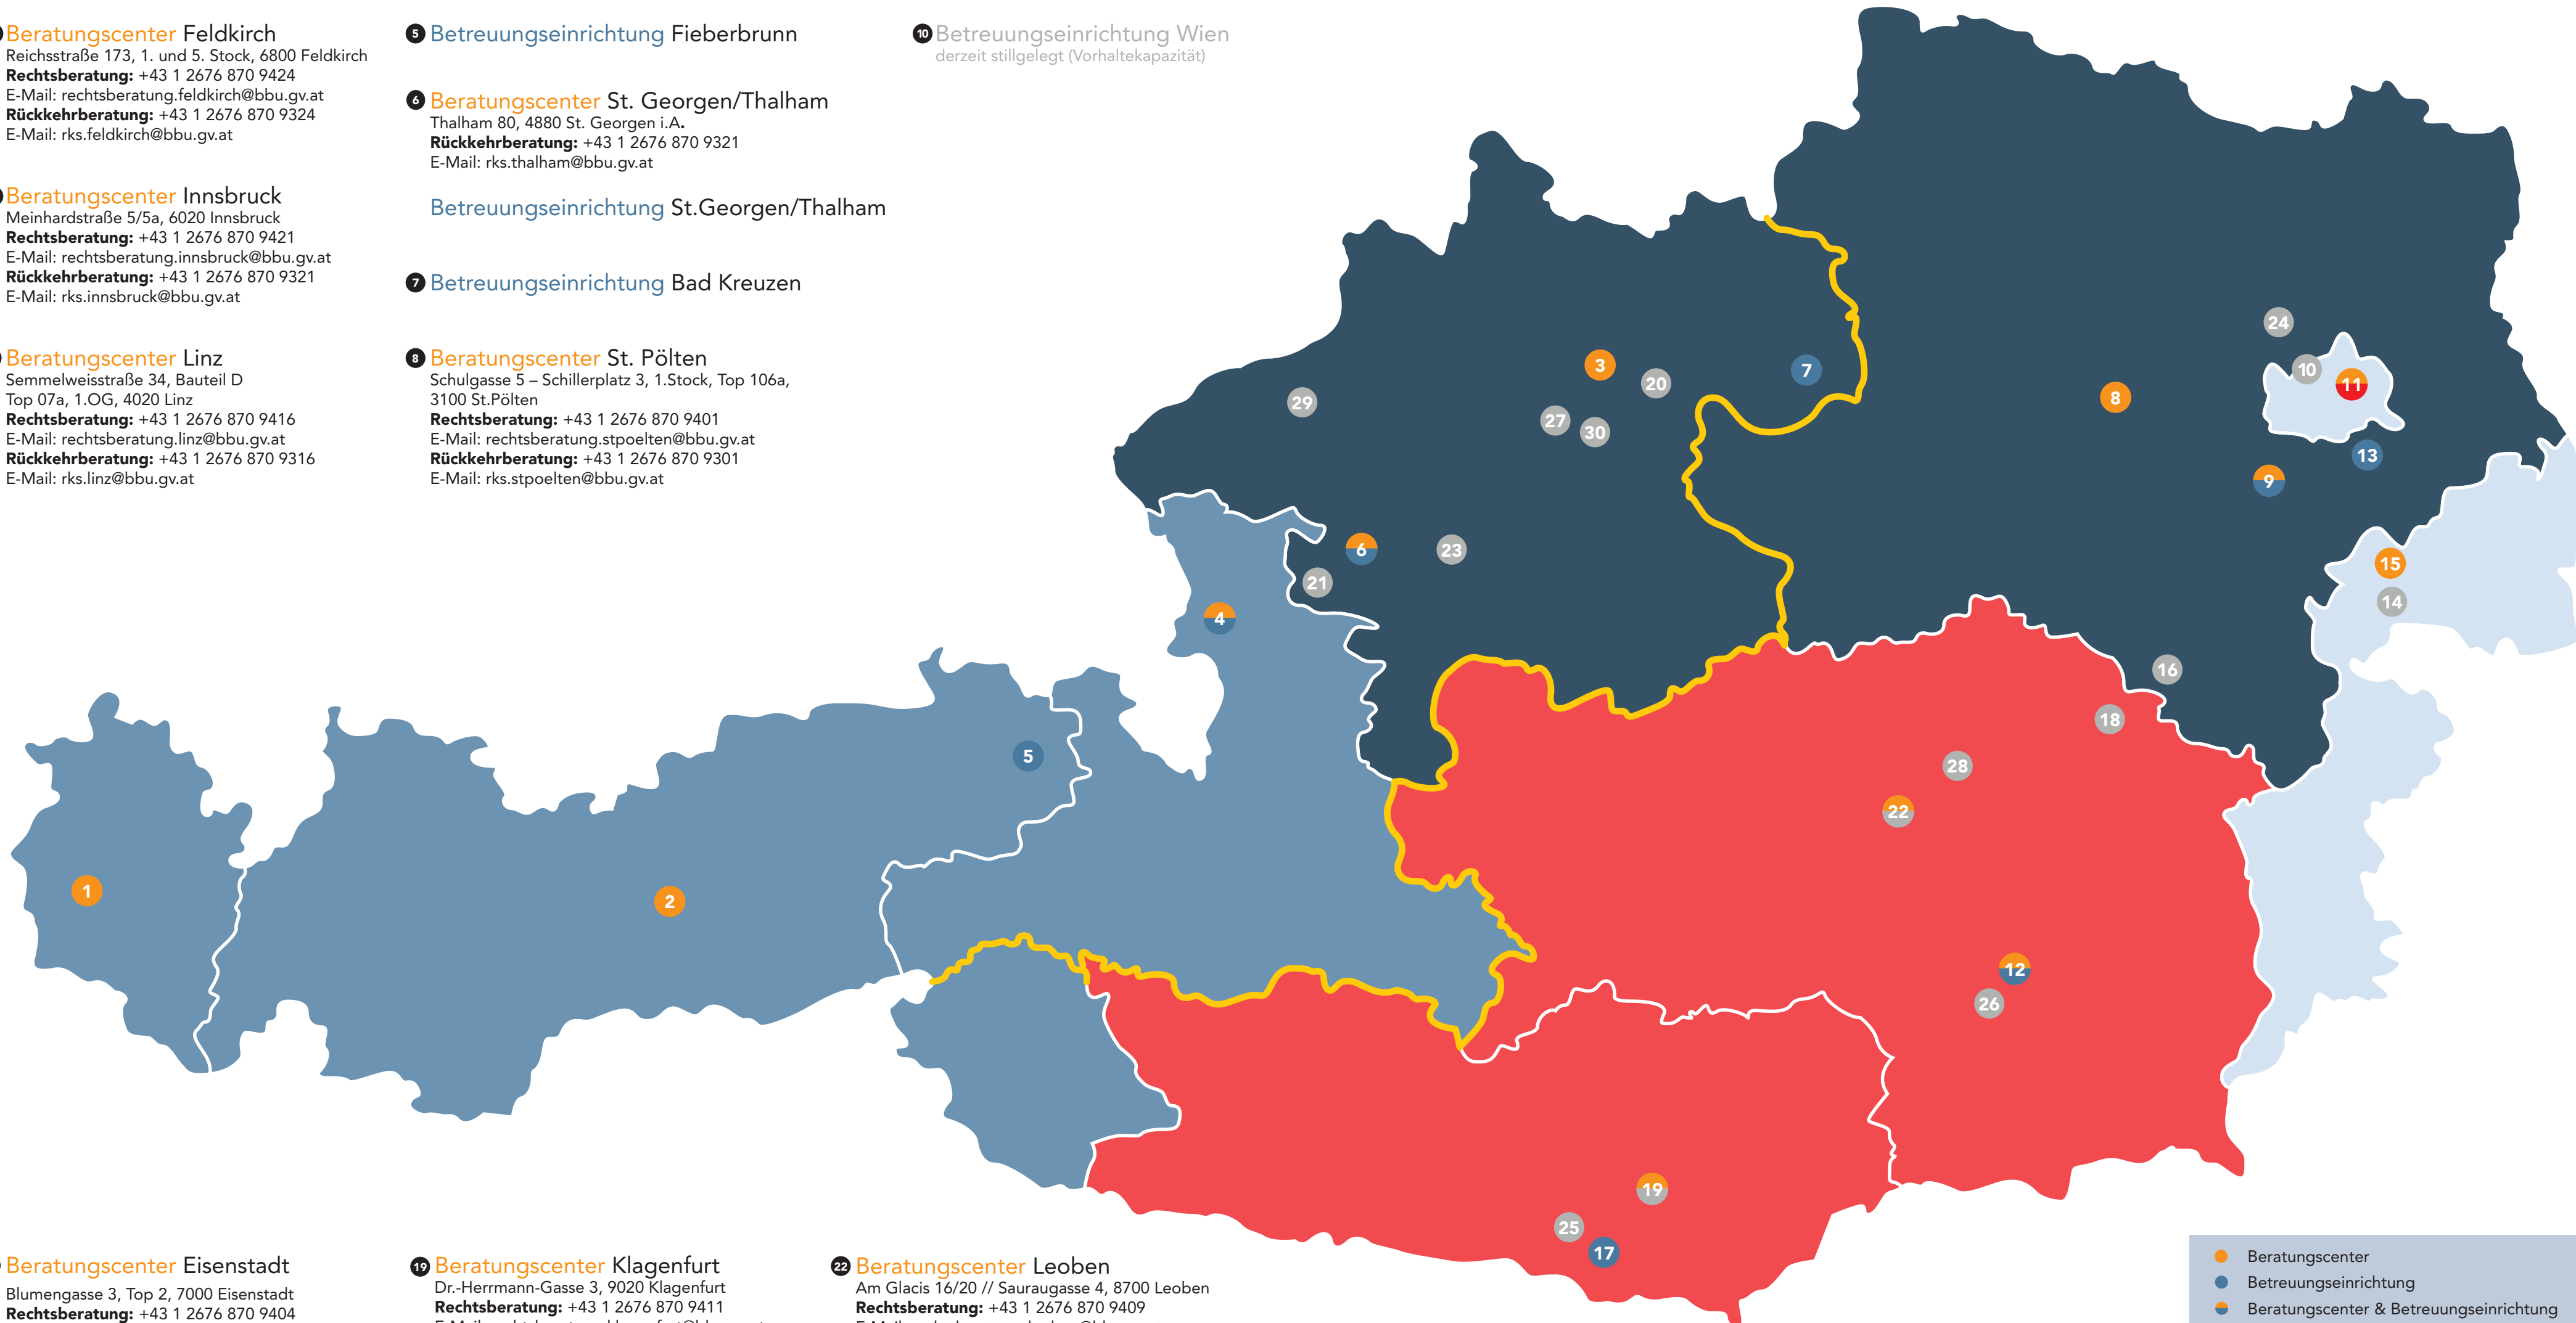 Beratungscenter Feldkirch
Reichsstraße 173, 1. und 5. Stock, 6800 Feldkirch
Rechtsberatung: +43 1 2676 870 9424
E-Mail: rechtsberatung.feldkirch@bbu.gv.at
Rückkehrberatung: +43 1 2676 870 9324
E-Mail: rks.feldkirch@bbu.gv.at
Beratungscenter Innsbruck
Meinhardstraße 5/5a, 6020 Innsbruck
Rechtsberatung: +43 1 2676 870 9421
E-Mail: rechtsberatung.innsbruck@bbu.gv.at
Rückkehrberatung: +43 1 2676 870 9321
E-Mail: rks.innsbruck@bbu.gv.at
Beratungscenter Linz
Semmelweisstraße 34, Bauteil D
Top 07a, 1.OG, 4020 Linz
Rechtsberatung: +43 1 2676 870 9416
E-Mail: rechtsberatung.linz@bbu.gv.at
Rückkehrberatung: +43 1 2676 870 9316
E-Mail: rks.linz@bbu.gv.at
5 Betreuungseinrichtung Fieberbrunn
6 Beratungscenter St. Georgen/Thalham
Thalham 80, 4880 St. Georgen i.A.
Rückkehrberatung: +43 1 2676 870 9321
E-Mail: rks.thalham@bbu.gv.at
Betreuungseinrichtung St.Georgen/Thalham
7 Betreuungseinrichtung Bad Kreuzen
8 Beratungscenter St. Pölten
Schulgasse 5 – Schillerplatz 3, 1.Stock, Top 106a,
3100 St.Pölten
Rechtsberatung: +43 1 2676 870 9401
E-Mail: rechtsberatung.stpoelten@bbu.gv.at
Rückkehrberatung: +43 1 2676 870 9301
E-Mail: rks.stpoelten@bbu.gv.at
10 Betreuungseinrichtung Wien
derzeit stillgelegt (Vorhaltekapazität)
24
3
10
7
20
11
8
29
27
30
13
9
6
23
15
21
14
4
16
18
5
28
22
1
2
12
26
19
25
17
Beratungscenter Eisenstadt
Blumengasse 3, Top 2, 7000 Eisenstadt
Rechtsberatung: +43 1 2676 870 9404
19 Beratungscenter Klagenfurt
Dr.-Herrmann-Gasse 3, 9020 Klagenfurt
Rechtsberatung: +43 1 2676 870 9411
22 Beratungscenter Leoben
Am Glacis 16/20 // Sauraugasse 4, 8700 Leoben
Rechtsberatung: +43 1 2676 870 9409
Beratungscenter
Betreuungseinrichtung
Beratungscenter & Betreuungseinrichtung